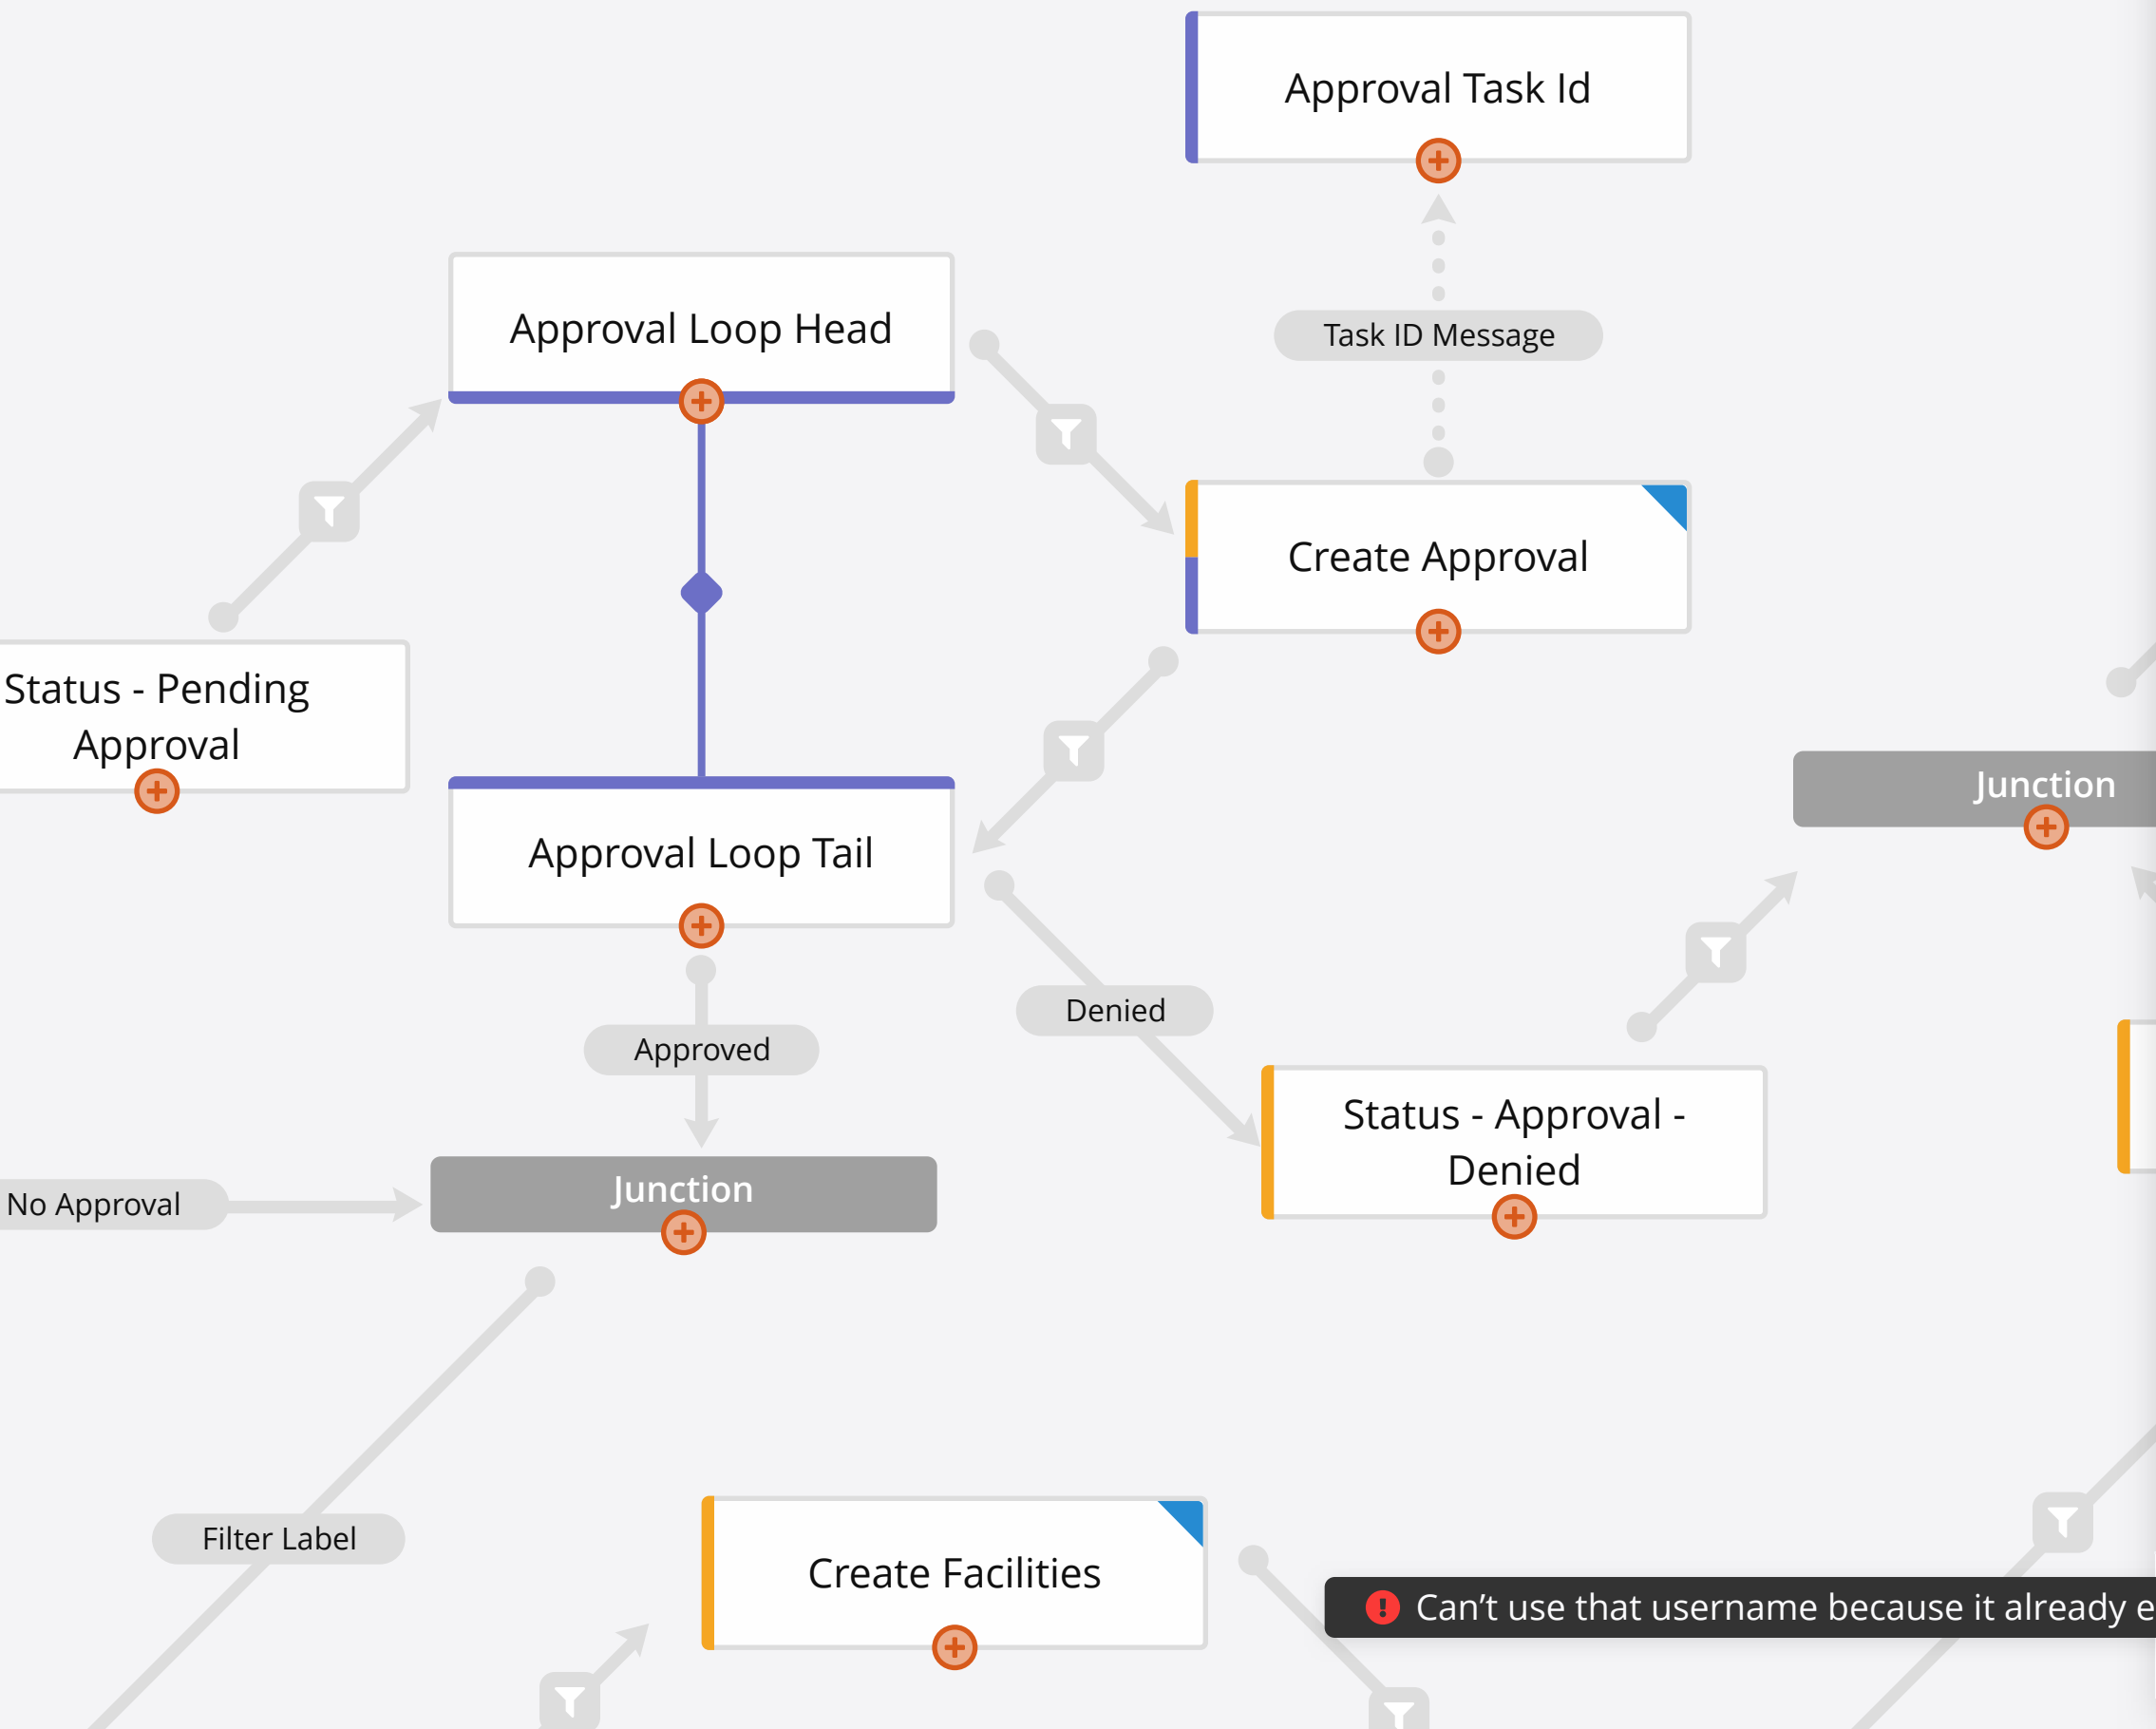 Approval Task Id
Approval Loop Head
Task ID Message
Create Approval
Status - Pending
Approval
Junction
Approval Loop Tail
Denied
Approved
Status - Approval -
Denied
Junction
No Approval
Filter Label
Create Facilities
Can’t use that username because it already